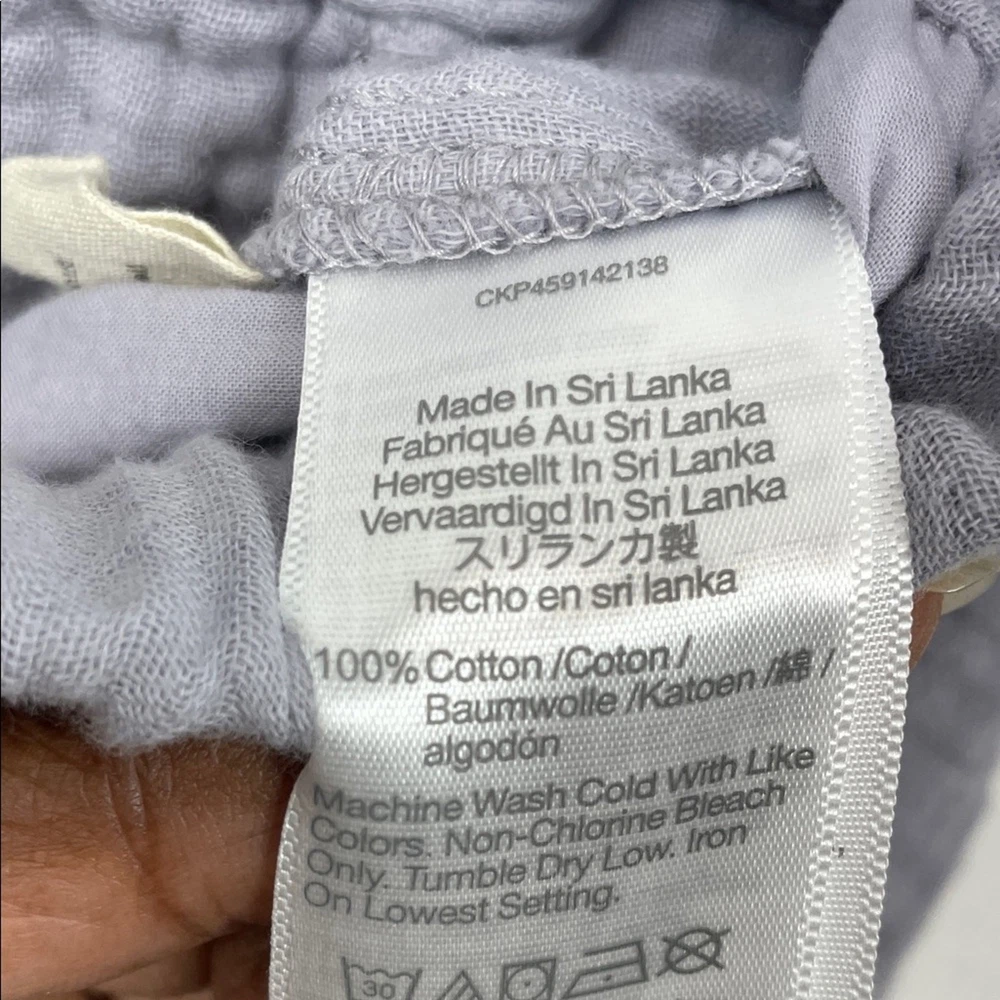 CKP459142138
Made In Sri Lanka
Fabriqué Au Sri Lanka
Hergestellt In Sri Lanka
Vervaardigd In Sri Lanka
スリランカ製
hecho en sri lanka
100% Cotton /Coton /
Baumwolle /Katoen /綿 /
algodón
Machine Wash Cold With Like
Colors. Non-Chlorine Bleach
Only. Tumble Dry Low. Iron
On Lowest Setting.
30